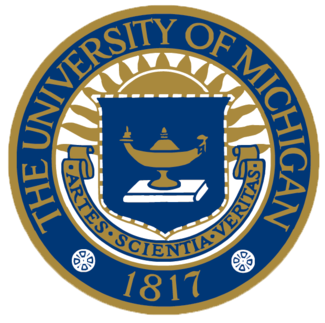 THE UNIVERSITY OF MICHIGAN
ARTES · SCIENTIA · VERITAS
1817